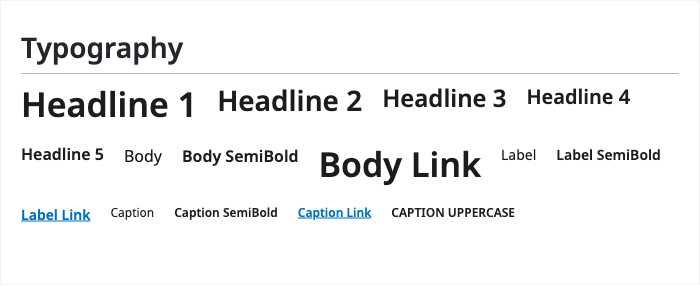 Typography
Headline 1 Headline 2 Headline 3 Headline 4
Headline 5 Body Body SemiBold Body Link Label Label SemiBold
Label Link Caption Caption SemiBold Caption Link CAPTION UPPERCASE